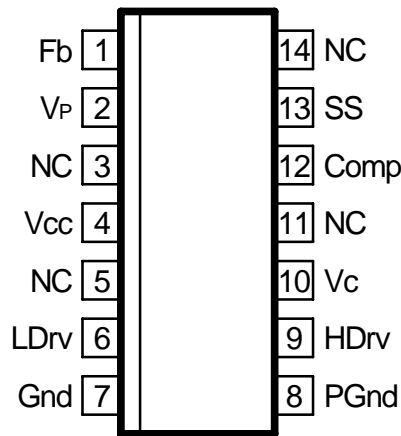 Fb 1 14 NC
VP 2 13 SS
NC 3 12 Comp
Vcc 4 11 NC
NC 5 10 Vc
LDrv 6 9 HDrv
Gnd 7 8 PGnd